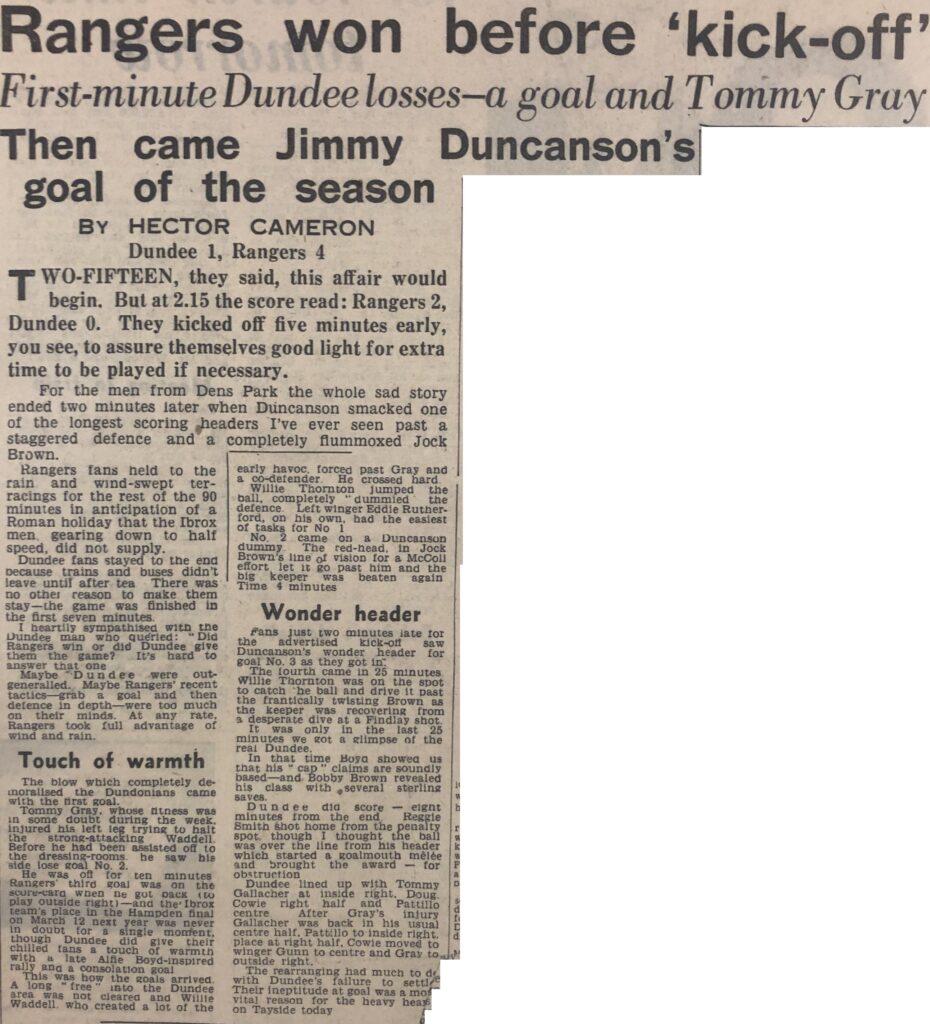 Rangers won before ‘kick-off’
First-minute Dundee losses—a goal and Tommy Gray
Then came Jimmy Duncanson's
goal of the season
BY HECTOR CAMERON
Dundee 1, Rangers 4
TWO-FIFTEEN, they said, this affair would
begin. But at 2.15 the score read: Rangers 2,
Dundee 0. They kicked off five minutes early,
you see, to assure themselves good light for extra
time to be played if necessary.
For the men from Dens Park the whole sad story
ended two minutes later when Duncanson smacked one
of the longest scoring headers I've ever seen past a
staggered defence and a completely flummoxed Jock
Brown.
Rangers fans held to the
rain and wind-swept ter-
racings for the rest of the 90
minutes in anticipation of a
Roman holiday that the Ibrox
men, gearing down to half
speed, did not supply.
Dundee fans stayed to the end
because trains and buses didn't
leave until after tea There was
no other reason to make them
stay—the game was finished in
the first seven minutes.
I heartily sympathised with the
Dundee man who queried: "Did
Rangers win or did Dundee give
them the game? It's hard to
answer that one
Maybe Dundee were out-
generalled. Maybe Rangers' recent
tactics—grab a goal and then
defence in depth—were too much
on their minds. At any rate,
Rangers took full advantage of
wind and rain.
Touch of warmth
The blow which completely de-
moralised the Dundonians came
with the first goal.
Tommy Gray, whose fitness was
in some doubt during the week,
injured his left leg trying to halt
the strong-attacking Waddell.
Before he had been assisted off to
the dressing-rooms, he saw his
side lose goal No. 2.
He was off for ten minutes
Rangers' third goal was on the
score-card when he got back (to
play outside right)—and the Ibrox
team's place in the Hampden final
on March 12 next year was never
in doubt for a single moment,
though Dundee did give their
chilled fans a touch of warmth
with a late Alfie Boyd-inspired
rally and a consolation goal
This was how the goals arrived.
A long "free" into the Dundee
area was not cleared and Willie
Waddell, who created a lot of the
early havoc, forced past Gray and
a co-defender. He crossed hard
Willie Thornton jumped the
ball, completely "dummied the
defence. Left winger Eddie Ruther-
ford, on his own, had the easiest
of tasks for No 1
No. 2 came on a Duncanson
dummy. The red-head, in Jock
Brown's line of vision for a McColl
effort, let it go past him and the
big keeper was beaten again
Time 4 minutes
Wonder header
Fans just two minutes late for
the advertised kick-off saw
Duncanson's wonder header for
goal No. 3 as they got in.
The fourth came in 25 minutes.
Willie Thornton was on the spot
to catch the ball and drive it past
the frantically twisting Brown as
the keeper was recovering from
a desperate dive at a Findlay shot.
It was only in the last 25
minutes we got a glimpse of the
real Dundee.
In that time Boyd showed us
that his "cap" claims are soundly
based—and Bobby Brown revealed
his class with several sterling
saves.
Dundee did score — eight
minutes from the end. Reggie
Smith shot home from the penalty
spot, though I thought the ball
was over the line from his header
which started a goalmouth mêlée
and brought the award — for
obstruction
Dundee lined up with Tommy
Gallacher at inside right, Doug.
Cowie right half and Pattillo
centre After Gray's injury
Gallacher was back in his usual
centre half, Pattillo to inside right,
place at right half, Cowie moved to
winger Gunn to centre and Gray to
outside right.
The rearranging had much to
with Dundee's failure to
Their ineptitude at goal was a
vital reason for the heavy
on Tayside today